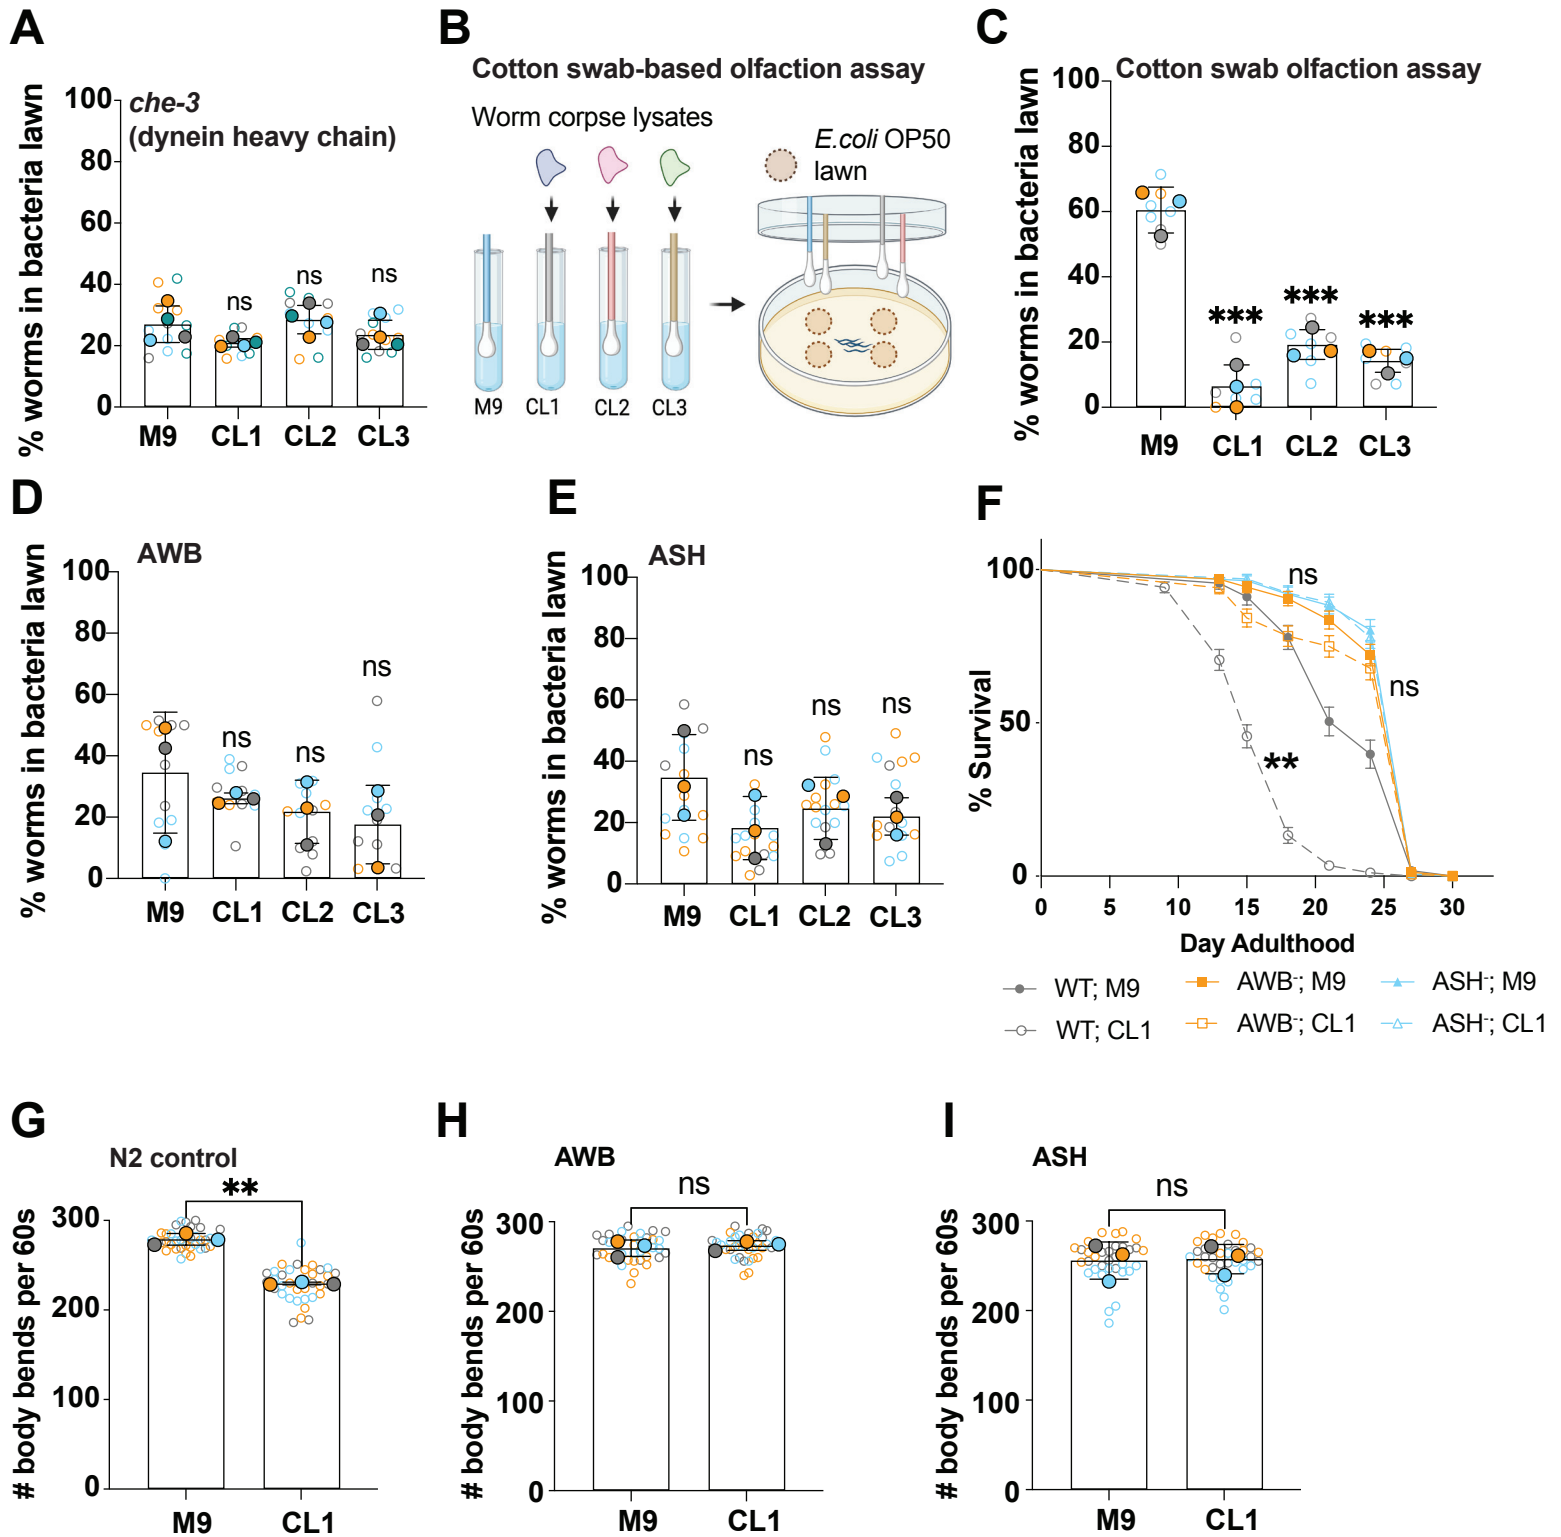 A
% worms in bacteria lawn
che-3
(dynein heavy chain)
100
80
60
40
20
0
ns
ns
ns
M9
CL1
CL2
CL3
B
Cotton swab-based olfaction assay
Worm corpse lysates
E.coli OP50
lawn
M9
CL1
CL2
CL3
C
Cotton swab olfaction assay
% worms in bacteria lawn
100
80
60
40
20
0
***
***
***
M9
CL1
CL2
CL3
D
AWB
% worms in bacteria lawn
100
80
60
40
20
0
ns
ns
ns
M9
CL1
CL2
CL3
E
ASH
% worms in bacteria lawn
100
80
60
40
20
0
ns
ns
ns
M9
CL1
CL2
CL3
F
% Survival
100
50
0
ns
ns
**
0
5
10
15
20
25
30
Day Adulthood
WT; M9
AWB-; M9
ASH-; M9
WT; CL1
AWB-; CL1
ASH-; CL1
G
N2 control
# body bends per 60s
**
300
200
100
0
M9
CL1
H
AWB
# body bends per 60s
ns
300
200
100
0
M9
CL1
I
ASH
# body bends per 60s
ns
300
200
100
0
M9
CL1